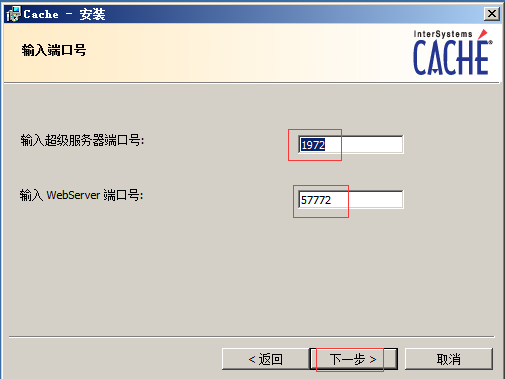 Cache - 安装
输入端口号
InterSystems
CACHÉ®
输入超级服务器端口号:
1972
输入 WebServer 端口号:
57772
< 返回
下一步 >
取消